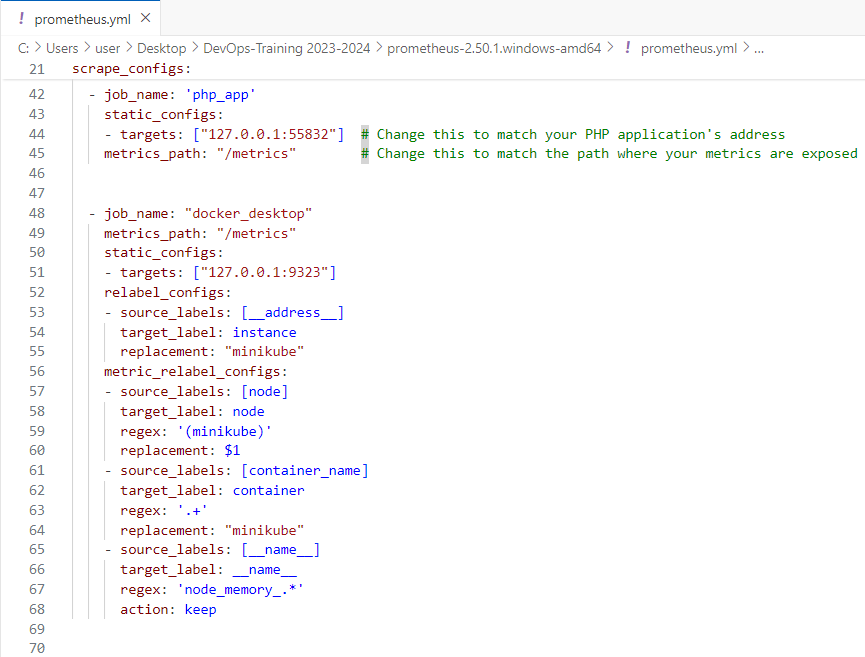 ! prometheus.yml ×
C: > Users > user > Desktop > DevOps-Training 2023-2024 > prometheus-2.50.1.windows-amd64 > ! prometheus.yml > ...
21 scrape_configs:
42   - job_name: 'php_app'
43     static_configs:
44     - targets: ["127.0.0.1:55832"]  # Change this to match your PHP application's address
45     metrics_path: "/metrics"        # Change this to match the path where your metrics are exposed
46
47
48   - job_name: "docker_desktop"
49     metrics_path: "/metrics"
50     static_configs:
51     - targets: ["127.0.0.1:9323"]
52     relabel_configs:
53     - source_labels: [__address__]
54       target_label: instance
55       replacement: "minikube"
56     metric_relabel_configs:
57     - source_labels: [node]
58       target_label: node
59       regex: '(minikube)'
60       replacement: $1
61     - source_labels: [container_name]
62       target_label: container
63       regex: '.+'
64       replacement: "minikube"
65     - source_labels: [__name__]
66       target_label: __name__
67       regex: 'node_memory_.*'
68       action: keep
69
70